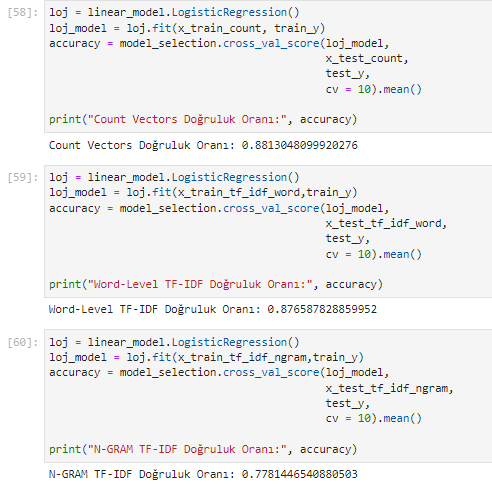 [58]: loj = linear_model.LogisticRegression()
loj_model = loj.fit(x_train_count, train_y)
accuracy = model_selection.cross_val_score(loj_model,
x_test_count,
test_y,
cv = 10).mean()
print("Count Vectors Doğruluk Oranı:", accuracy)
Count Vectors Doğruluk Oranı: 0.8813048099920276
[59]: loj = linear_model.LogisticRegression()
loj_model = loj.fit(x_train_tf_idf_word,train_y)
accuracy = model_selection.cross_val_score(loj_model,
x_test_tf_idf_word,
test_y,
cv = 10).mean()
print("Word-Level TF-IDF Doğruluk Oranı:", accuracy)
Word-Level TF-IDF Doğruluk Oranı: 0.876587828859952
[60]: loj = linear_model.LogisticRegression()
loj_model = loj.fit(x_train_tf_idf_ngram,train_y)
accuracy = model_selection.cross_val_score(loj_model,
x_test_tf_idf_ngram,
test_y,
cv = 10).mean()
print("N-GRAM TF-IDF Doğruluk Oranı:", accuracy)
N-GRAM TF-IDF Doğruluk Oranı: 0.7781446540880503